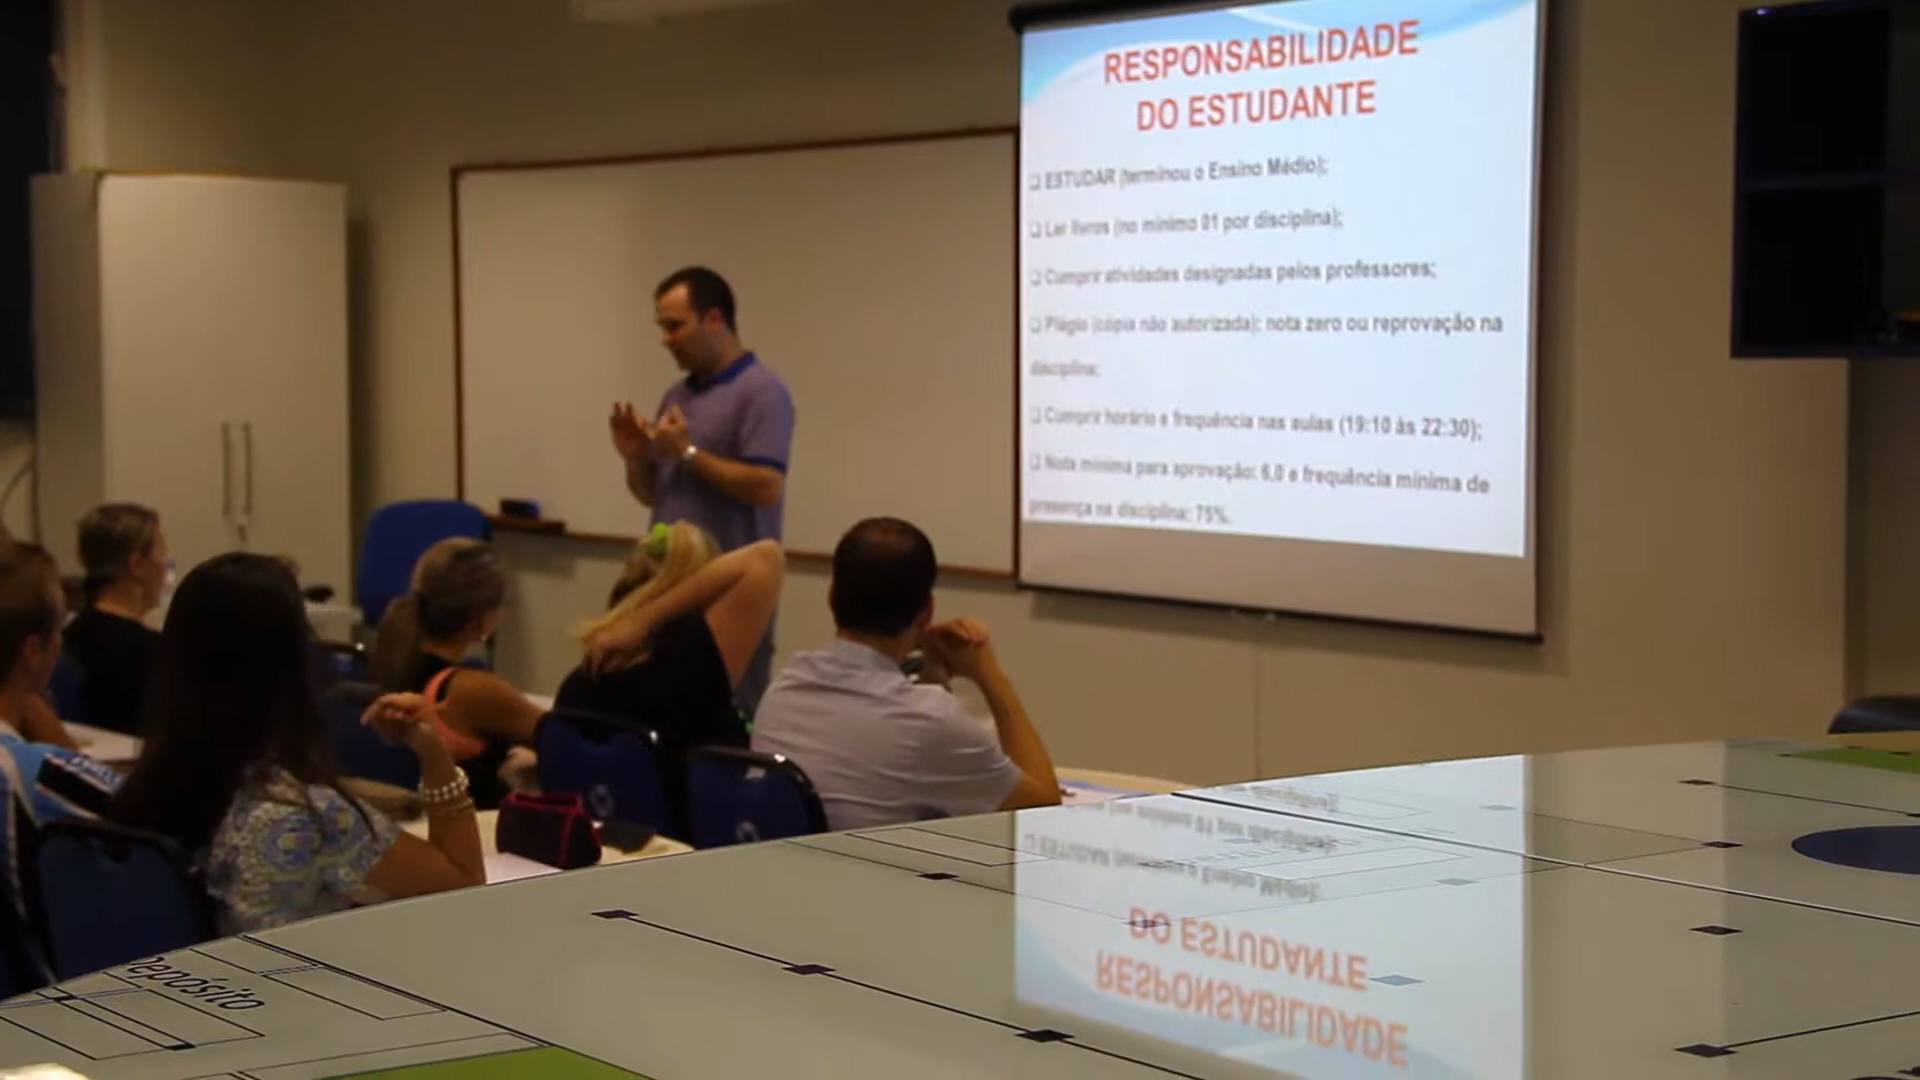 RESPONSABILIDADE
DO ESTUDANTE
❑ ESTUDAR (terminou o Ensino Médio);
❑ Ler livros (no mínimo 01 por disciplina);
❑ Cumprir atividades designadas pelos professores;
❑ Plágio (cópia não autorizada): nota zero ou reprovação na
disciplina;
❑ Cumprir horário e frequência nas aulas (19:10 às 22:30);
❑ Nota mínima para aprovação: 6,0 e frequência mínima de
presença na disciplina: 75%.
Depósito